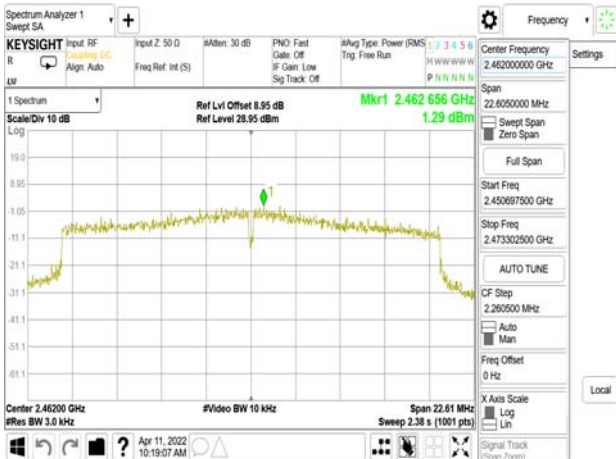 Spectrum Analyzer 1
Swept SA
+
Frequency
KEYSIGHT
R
Input: RF
Coupling: DC
Align: Auto
Input Z: 50 Ω
Freq Ref: Int (S)
#Atten: 30 dB
PNO: Fast
Gate: Off
IF Gain: Low
Sig Track: Off
#Avg Type: Power (RMS
Trig: Free Run
1 2 3 4 5 6
M W W W W W
P N N N N N
Center Frequency
2.462000000 GHz
Settings
1 Spectrum
Scale/Div 10 dB
Ref Lvl Offset 8.95 dB
Ref Level 28.95 dBm
Mkr1 2.462 656 GHz
1.29 dBm
Span
22.6050000 MHz
Swept Span
Zero Span
Full Span
Start Freq
2.450697500 GHz
Stop Freq
2.473302500 GHz
AUTO TUNE
CF Step
2.260500 MHz
Auto
Man
Freq Offset
0 Hz
X Axis Scale
Log
Lin
Local
Signal Track
(Span Zoom)
Log
19.0
8.95
-1.05
-11.1
-21.1
-31.1
-41.1
-51.1
-61.1
1
Center 2.46200 GHz
#Res BW 3.0 kHz
#Video BW 10 kHz
Span 22.61 MHz
Sweep 2.38 s (1001 pts)
?
Apr 11, 2022
10:19:07 AM